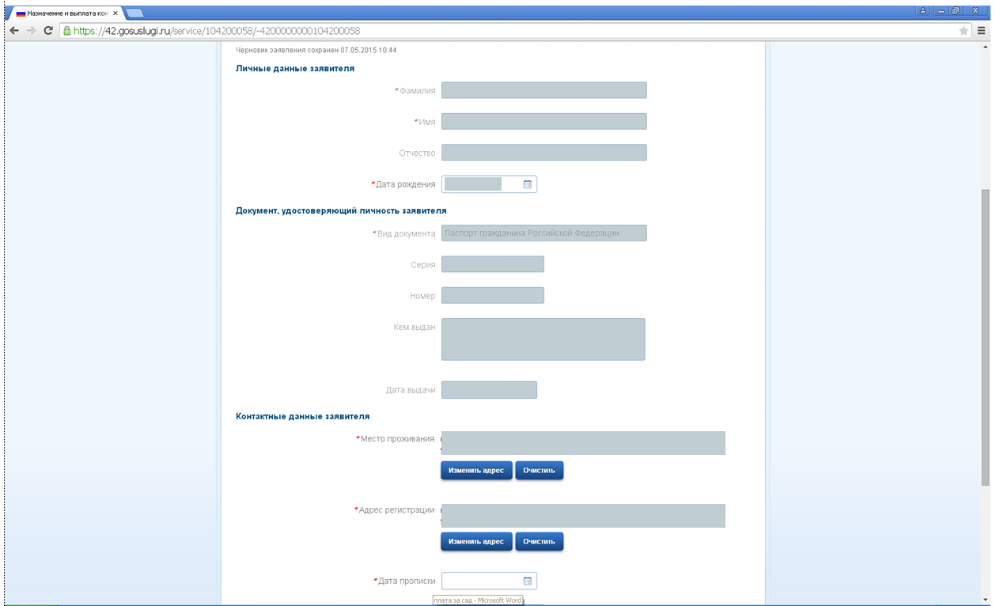 Назначение и выплата ком
https://42.gosuslugi.ru/service/104200058/-4200000000104200058
Черновик заявления сохранен 07.05.2015 10:44
Личные данные заявителя
*Фамилия
*Имя
Отчество
*Дата рождения
Документ, удостоверяющий личность заявителя
*Вид документа Паспорт гражданина Российской Федерации
Серия
Номер
Кем выдан
Дата выдачи
Контактные данные заявителя
*Место проживания
Изменить адрес Очистить
*Адрес регистрации
Изменить адрес Очистить
*Дата прописки
плата за сад - Microsoft Word